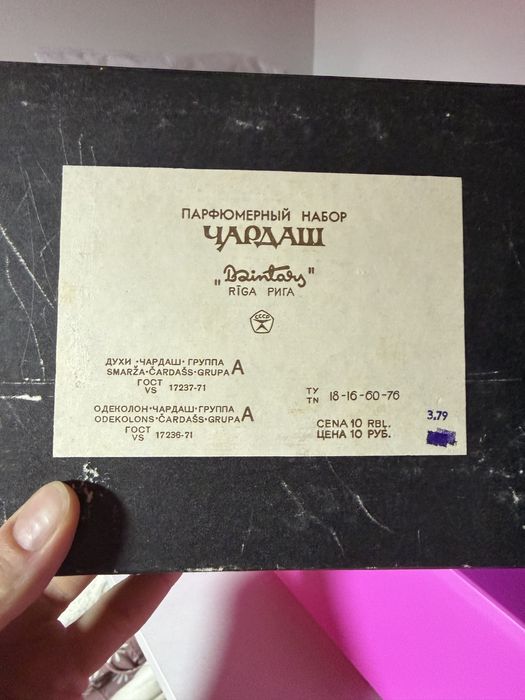 ПАРФЮМЕРНЫЙ НАБОР
ЧАРДАШ
„Dzintars"
RĪGA РИГА
СССР
ДУХИ •ЧАРДАШ• ГРУППА А
SMARŽA •ČARDAŠS• GRUPA
ГОСТ
VS 17237-71
ОДЕКОЛОН •ЧАРДАШ• ГРУППА А
ODEKOLONS •ČARDAŠS• GRUPA
ГОСТ
VS 17236-71
ТУ
TN 18-16-60-76
CENA 10 RBL.
ЦЕНА 10 РУБ.
3.79